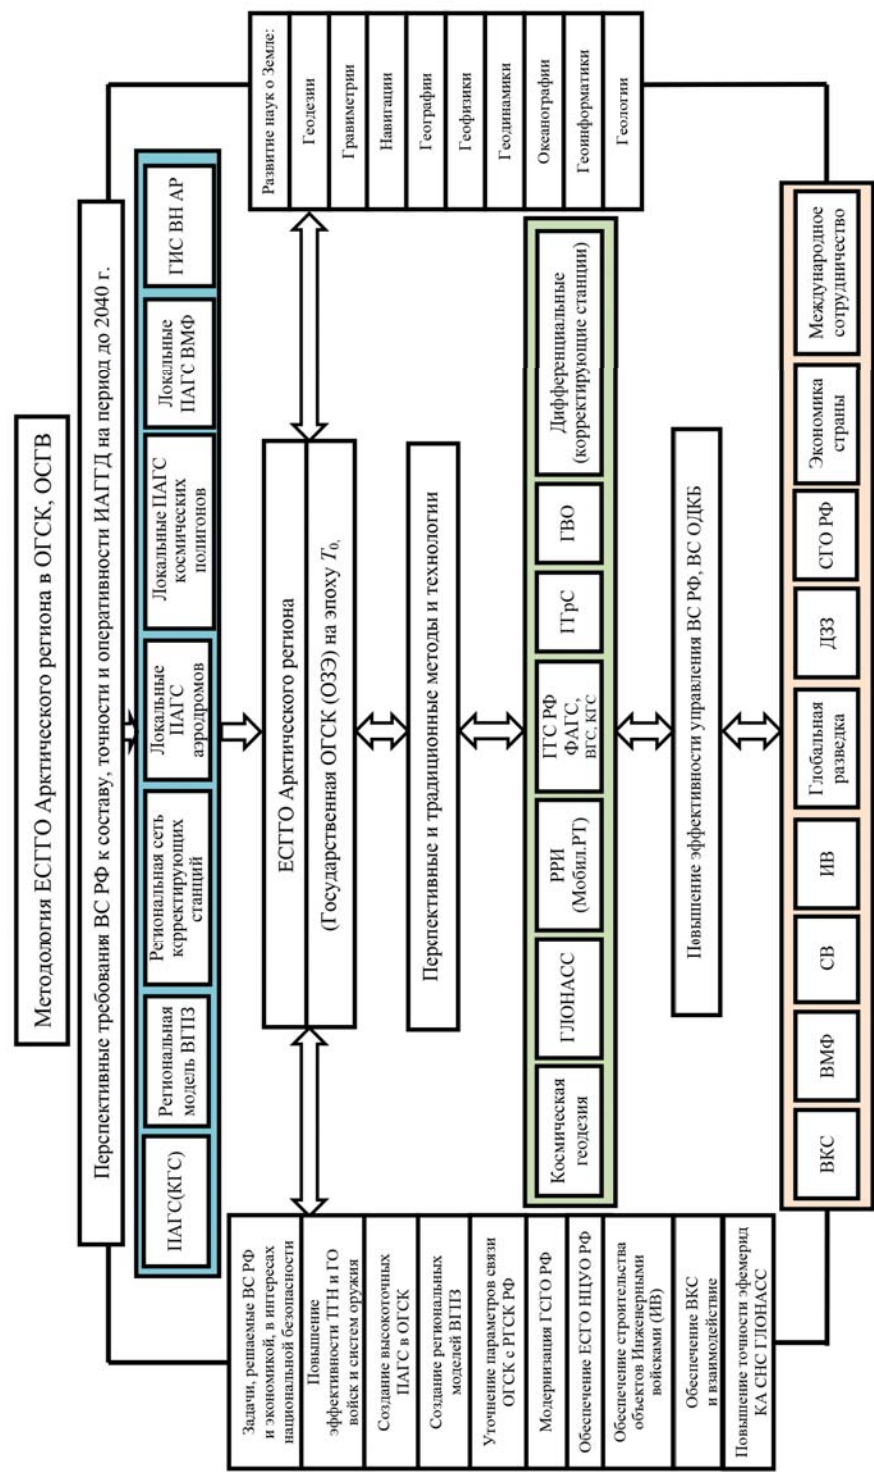 Методология ЕСГГО Арктического региона в ОГСК, ОСГВ
Перспективные требования ВС РФ к составу, точности и оперативности ИАГГД на период до 2040 г.
ПАГС(КГС)
Региональная
модель ВГПЗ
Региональная сеть
корректирующих
станций
Локальные
ПАГС
аэродромов
Локальные ПАГС
космических
полигонов
Локальные
ПАГС ВМФ
ГИС ВН АР
Задачи, решаемые ВС РФ
и экономикой, в интересах
национальной безопасности
Повышение
эффективности ТГН и ГО
войск и систем оружия
Создание высокоточных
ПАГС в ОГСК
Создание региональных
моделей ВГПЗ
Уточнение параметров связи
ОГСК с РГСК РФ
Модернизация ГСГО РФ
Обеспечение ЕСГО НЦУО РФ
Обеспечение строительства
объектов Инженерными
войсками (ИВ)
Обеспечение ВКС
и взаимодействие
Повышение точности эфемерид
КА СНС ГЛОНАСС
ЕСГГО Арктического региона
(Государственная ОГСК (ОЗЭ) на эпоху T0,
Перспективные и традиционные методы и технологии
Космическая
геодезия
ГЛОНАСС
РРИ
(Мобил.РТ)
ГГС РФ
ФАГС,
ВГС, КГС
ГГрС
ГВО
Дифференциальные
(корректирующие станции)
Повышение эффективности управления ВС РФ, ВС ОДКБ
ВКС
ВМФ
СВ
ИВ
Глобальная
разведка
ДЗЗ
СГО РФ
Экономика
страны
Международное
сотрудничество
Развитие наук о Земле:
Геодезии
Гравиметрии
Навигации
Географии
Геофизики
Геодинамики
Океанографии
Геоинформатики
Геологии